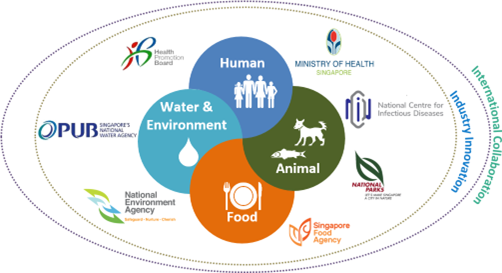 Health
Promotion
Board
Human
MINISTRY OF HEALTH
SINGAPORE
Water &
Environment
PUB
SINGAPORE'S
NATIONAL
WATER AGENCY
National Centre for
Infectious Diseases
Animal
NATIONAL
PARKS
National
Environment
Agency
Food
Singapore
Food
Agency
Industry Innovation
International Collaboration